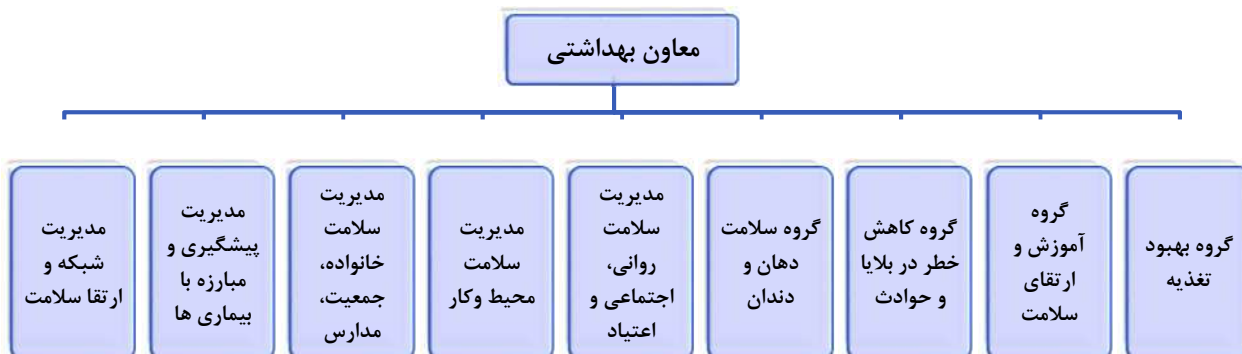 معاون بهداشتی
گروه بهبود
تغذیه
گروه
آموزش و
ارتقای
سلامت
گروه کاهش
خطر در بلایا
و حوادث
گروه سلامت
دهان و
دندان
مدیریت
سلامت
روانی،
اجتماعی و
اعتیاد
مدیریت
سلامت
محیط وکار
مدیریت
سلامت
خانواده،
جمعیت،
مدارس
مدیریت
پیشگیری و
مبارزه با
بیماری ها
مدیریت
شبکه و
ارتقا سلامت